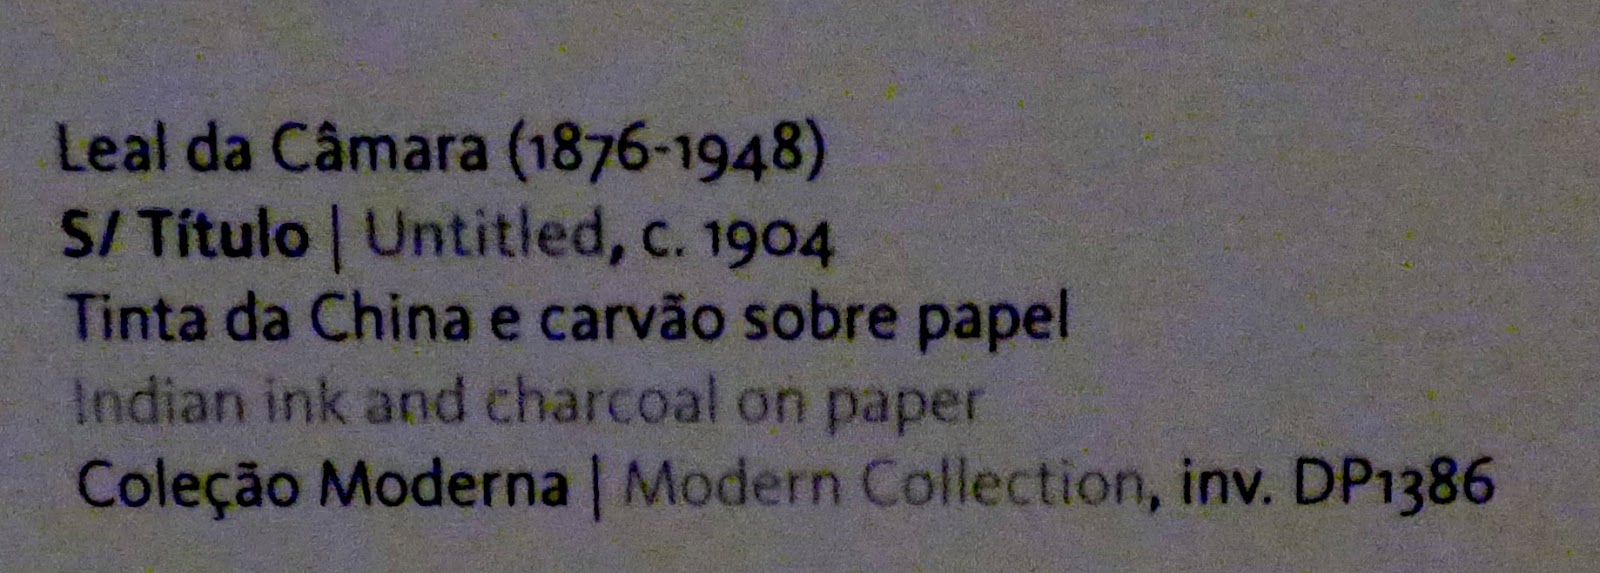 Leal da Câmara (1876-1948)
S/ Título | Untitled, c. 1904
Tinta da China e carvão sobre papel
Indian ink and charcoal on paper
Coleção Moderna | Modern Collection, inv. DP1386